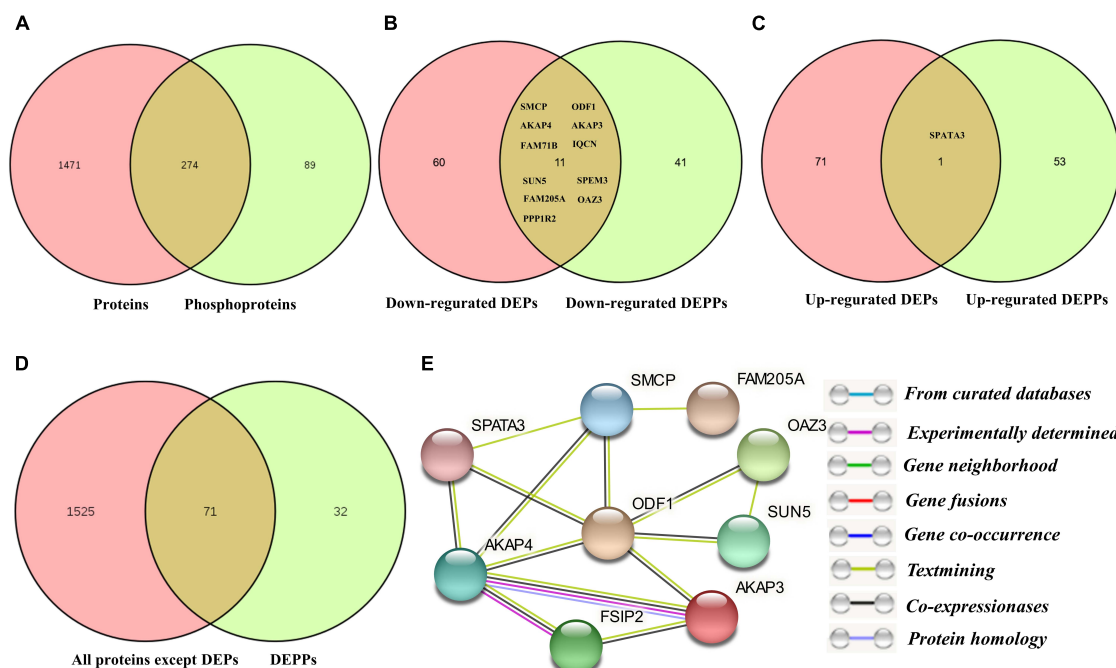 A
1471
274
89
Proteins
Phosphoproteins
B
SMCP
ODF1
AKAP4
AKAP3
FAM71B
IQCN
60
11
41
SUN5
SPEM3
FAM205A
OAZ3
PPP1R2
Down-regurated DEPs
Down-regurated DEPPs
C
SPATA3
71
1
53
Up-regurated DEPs
Up-regurated DEPPs
D
1525
71
32
All proteins except DEPs
DEPPs
E
SMCP
FAM205A
SPATA3
OAZ3
ODF1
SUN5
AKAP4
AKAP3
FSIP2
From curated databases
Experimentally determined
Gene neighborhood
Gene fusions
Gene co-occurrence
Textmining
Co-expressionases
Protein homology